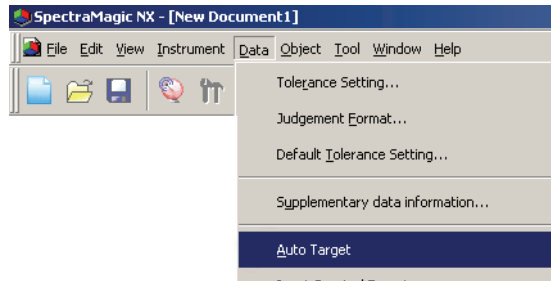 SpectraMagic NX - [New Document1]
File Edit View Instrument Data Object Tool Window Help
Tolerance Setting...
Judgement Format...
Default Tolerance Setting...
Supplementary data information...
Auto Target